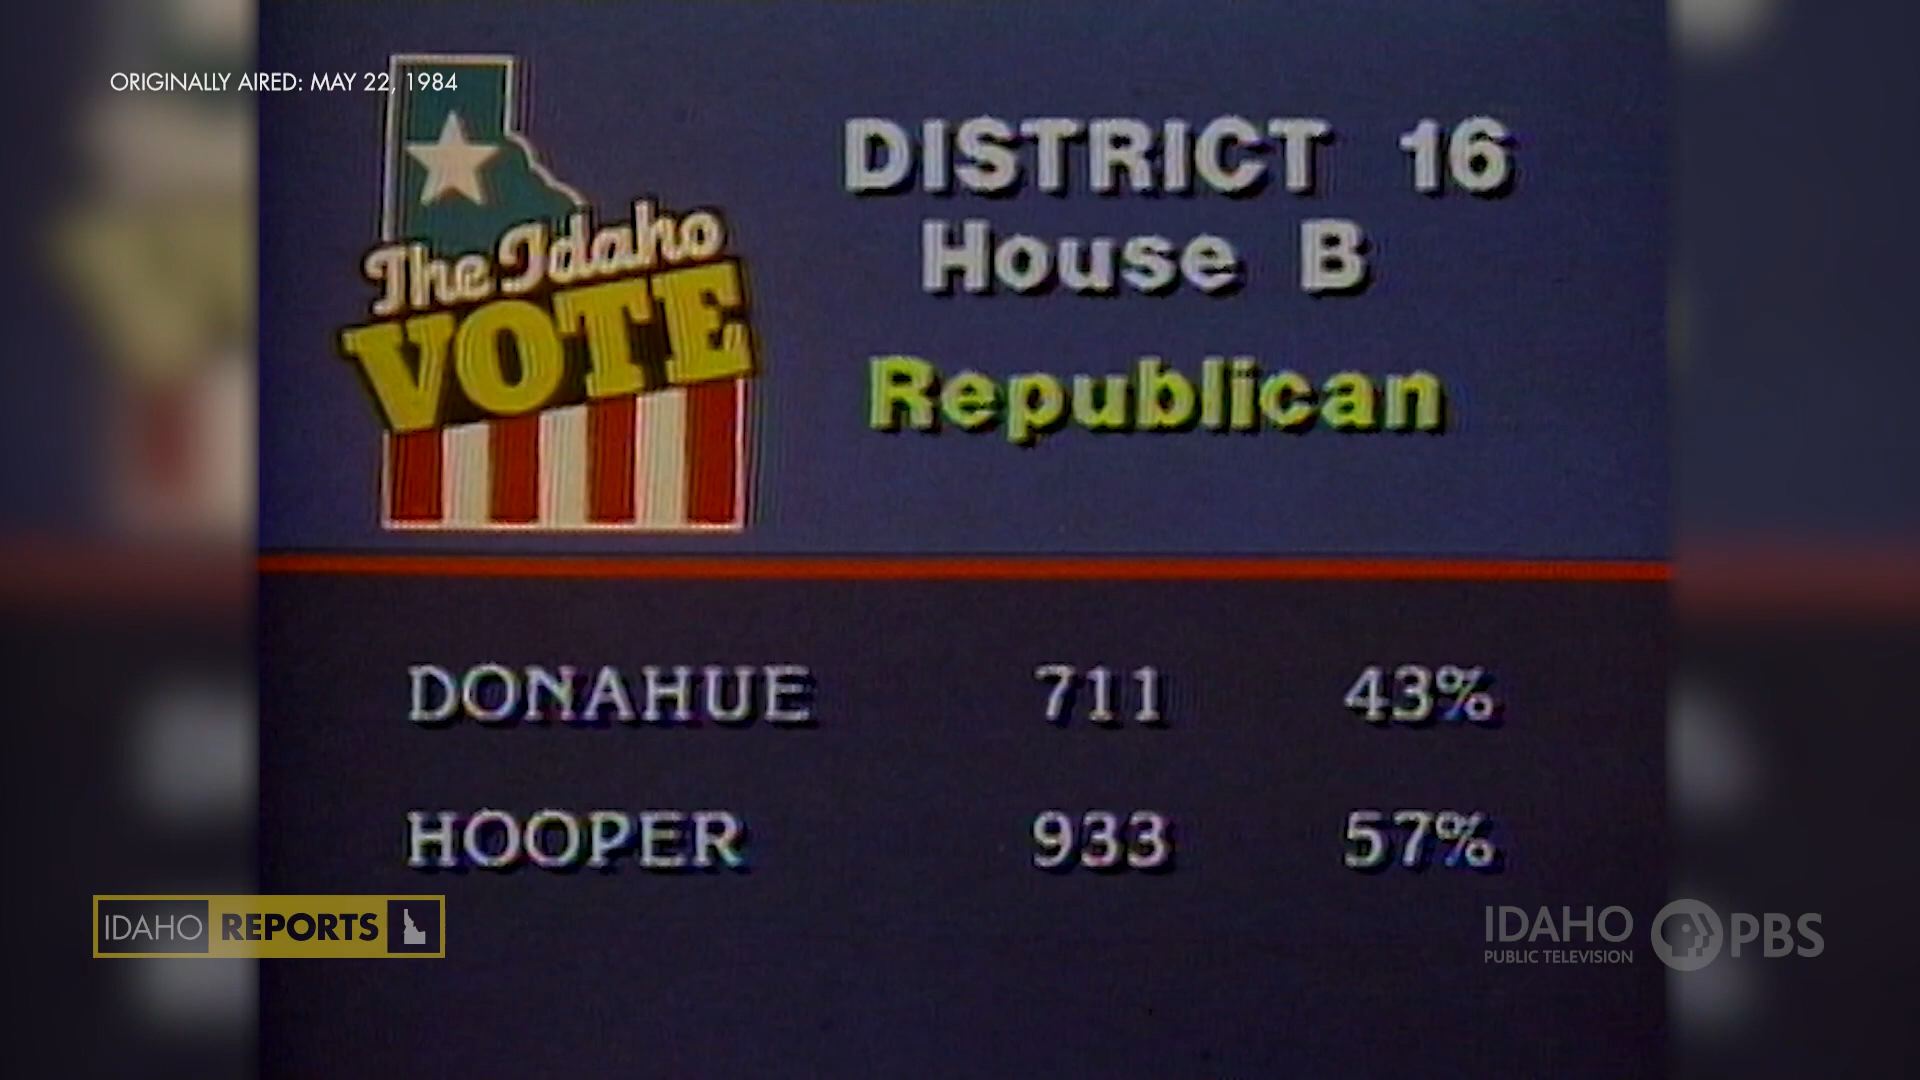 ORIGINALLY AIRED: MAY 22, 1984
The Idaho
VOTE
DISTRICT 16
House B
Republican
DONAHUE 711 43%
HOOPER 933 57%
IDAHO REPORTS
IDAHO
PUBLIC TELEVISION
PBS